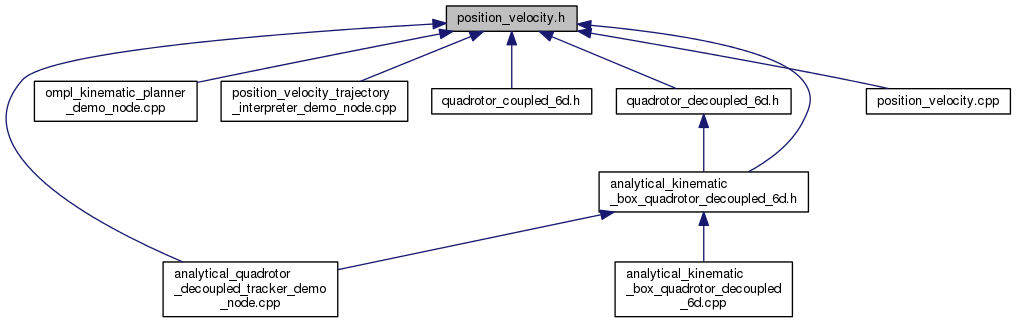 position_velocity.h
ompl_kinematic_planner
_demo_node.cpp
position_velocity_trajectory
_interpreter_demo_node.cpp
quadrotor_coupled_6d.h
quadrotor_decoupled_6d.h
position_velocity.cpp
analytical_kinematic
_box_quadrotor_decoupled_6d.h
analytical_quadrotor
_decoupled_tracker_demo
_node.cpp
analytical_kinematic
_box_quadrotor_decoupled
_6d.cpp